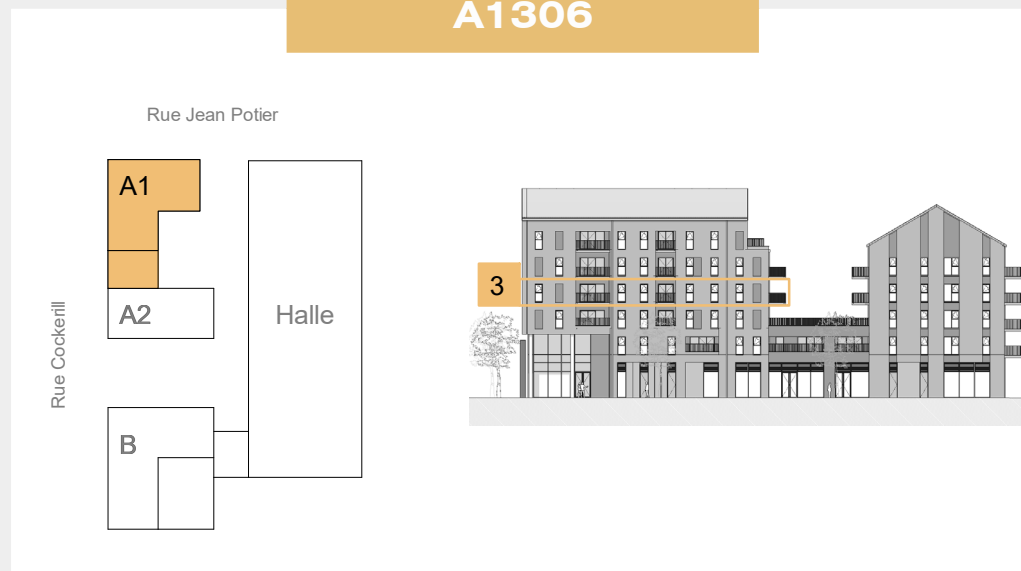 A1306
Rue Jean Potier
A1
3
A2
Halle
Rue Cockerill
B